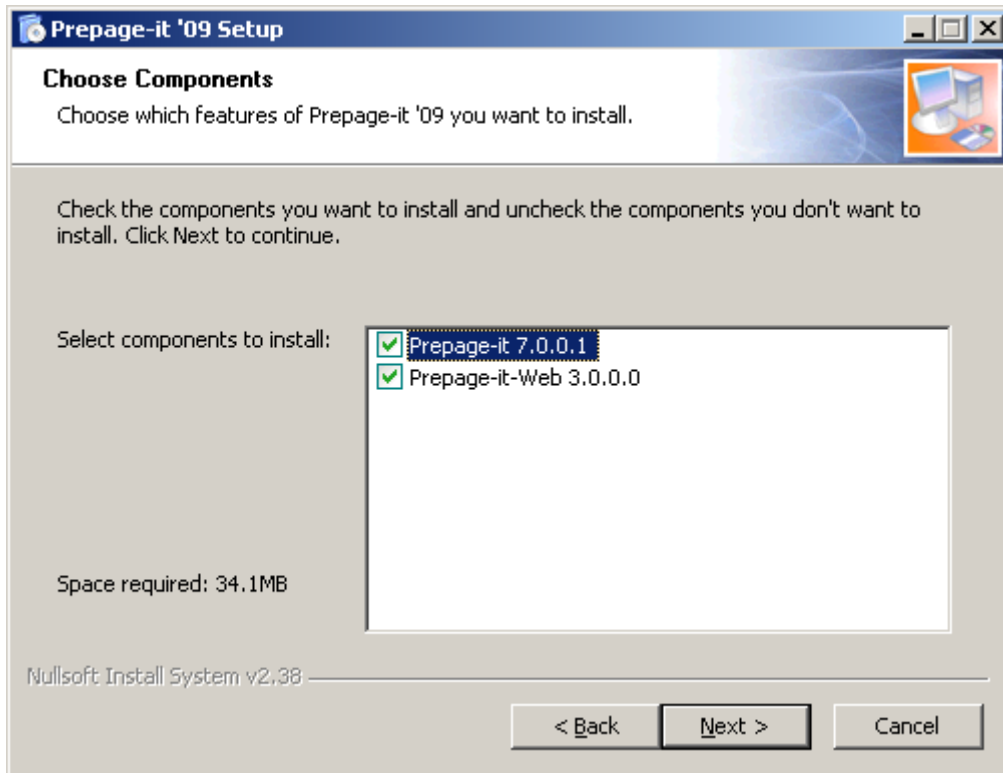 Prepage-it '09 Setup
Choose Components
Choose which features of Prepage-it '09 you want to install.
Check the components you want to install and uncheck the components you don't want to
install. Click Next to continue.
Select components to install:
Prepage-it 7.0.0.1
Prepage-it-Web 3.0.0.0
Space required: 34.1MB
Nullsoft Install System v2.38
< Back
Next >
Cancel